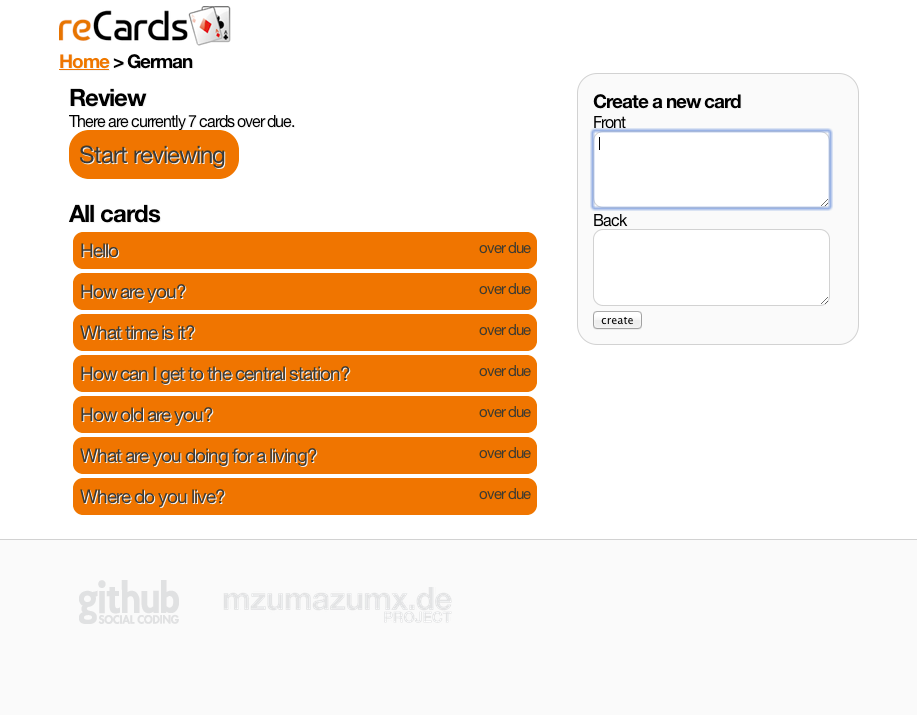 reCards
Home > German
Review
There are currently 7 cards over due.
Start reviewing
All cards
Hello over due
How are you? over due
What time is it? over due
How can I get to the central station? over due
How old are you? over due
What are you doing for a living? over due
Where do you live? over due
Create a new card
Front
Back
create
github
SOCIAL CODING
mzumazumx.de
PROJECT